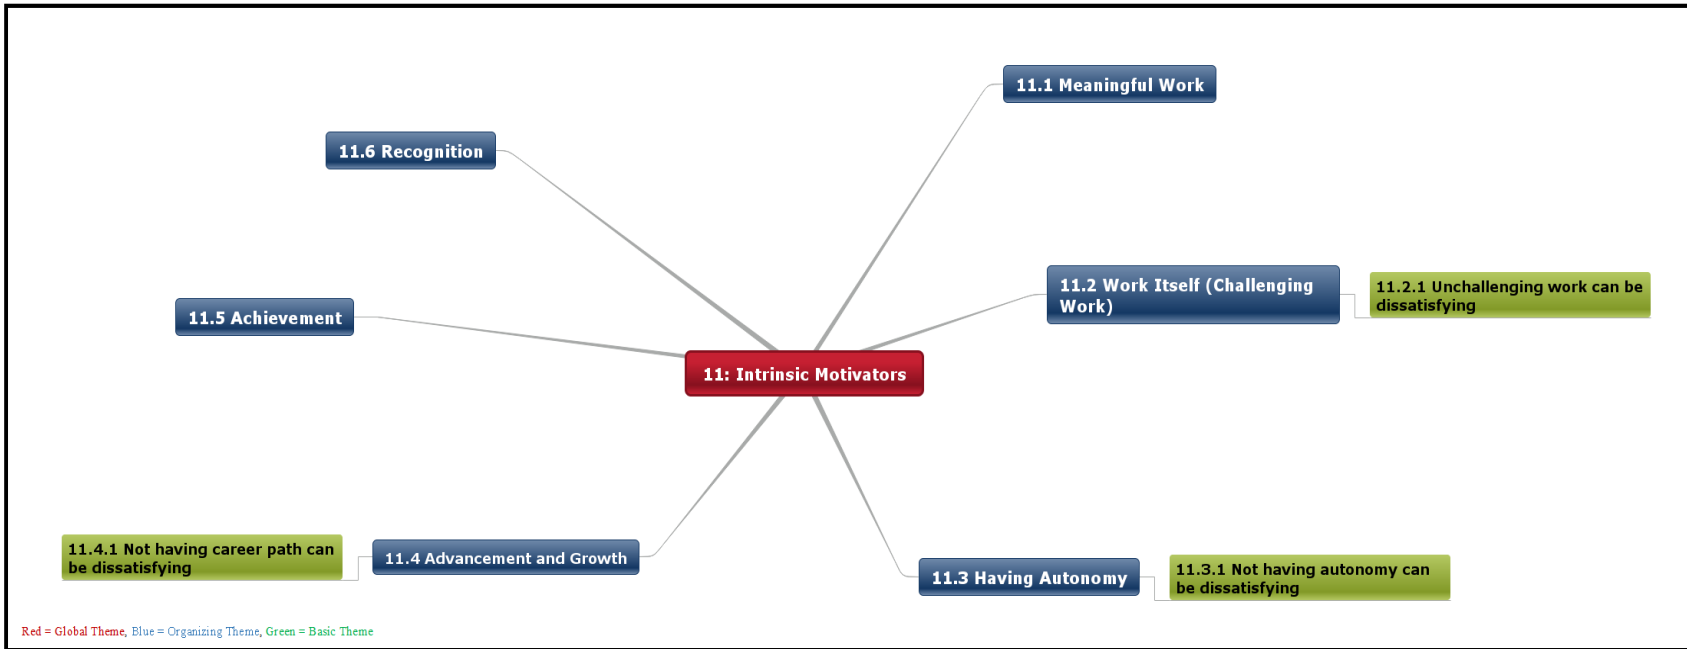 11.1 Meaningful Work
11.6 Recognition
11.2 Work Itself (Challenging
Work)
11.2.1 Unchallenging work can be
dissatisfying
11.5 Achievement
11: Intrinsic Motivators
11.4.1 Not having career path can
be dissatisfying
11.4 Advancement and Growth
11.3 Having Autonomy
11.3.1 Not having autonomy can
be dissatisfying
Red = Global Theme, Blue = Organizing Theme, Green = Basic Theme